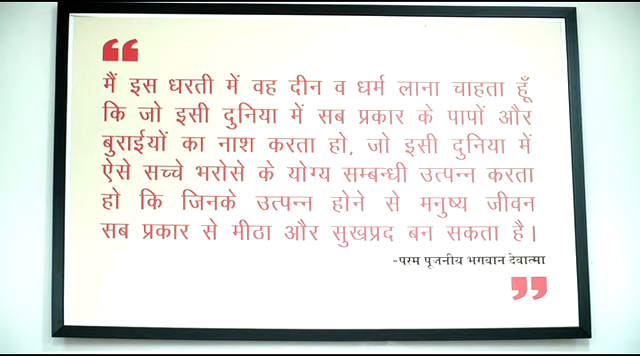 “
मैं इस धरती में वह दीन व धर्म लाना चाहता हूँ
कि जो इसी दुनिया में सब प्रकार के पापों और
बुराईयों का नाश करता हो, जो इसी दुनिया में
ऐसे सच्चे भरोसे के योग्य सम्बन्धी उत्पन्न करता
हो कि जिनके उत्पन्न होने से मनुष्य जीवन
सब प्रकार से मीठा और सुखप्रद बन सकता है।
-परम पूजनीय भगवान देवात्मा
”